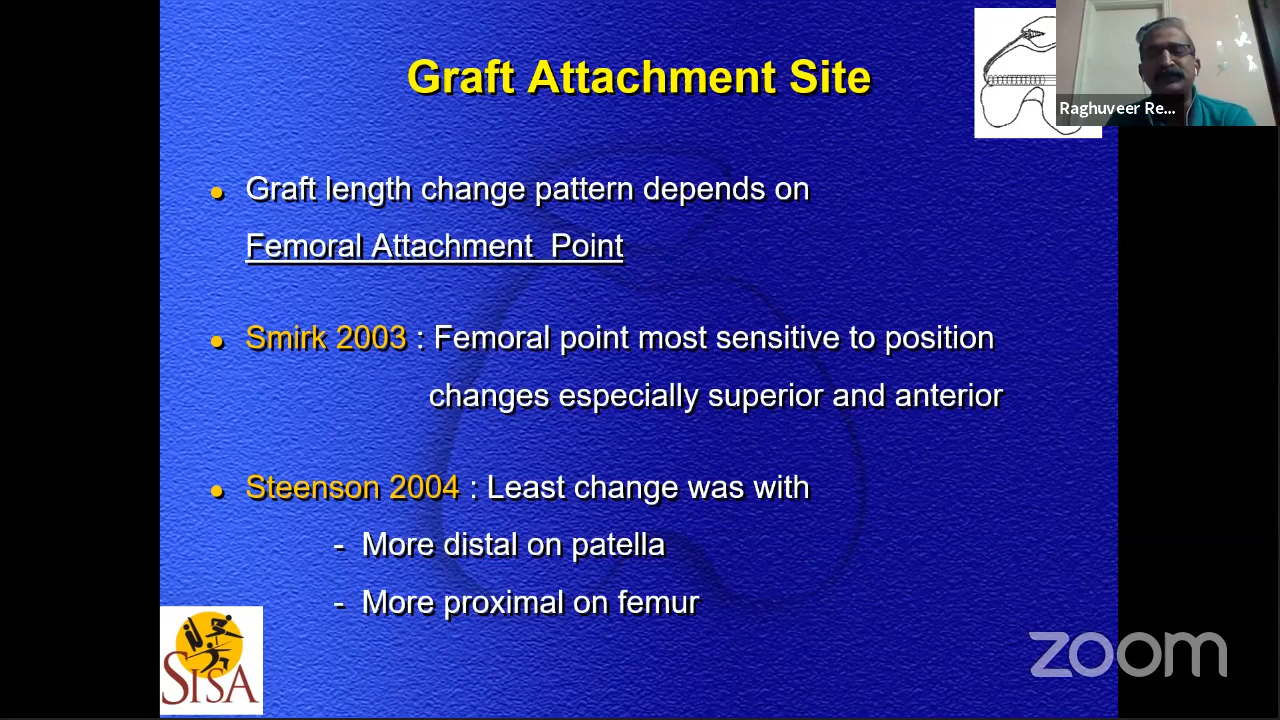 Graft Attachment Site
Raghuveer Re...
● Graft length change pattern depends on
Femoral Attachment Point
● Smirk 2003 : Femoral point most sensitive to position
changes especially superior and anterior
● Steenson 2004 : Least change was with
- More distal on patella
- More proximal on femur
SISA
zoom